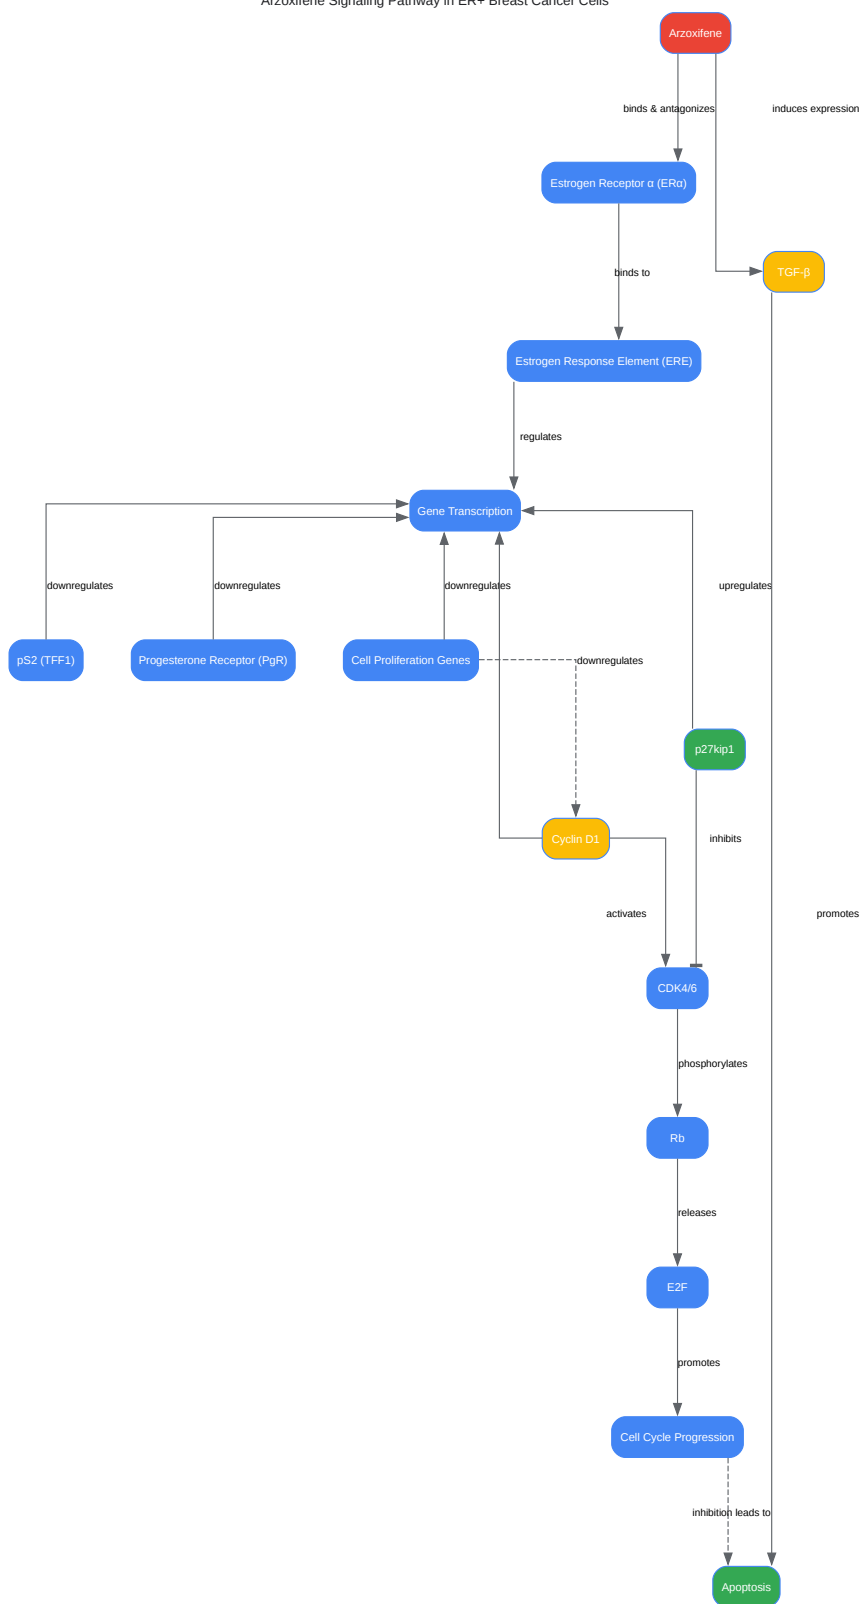 Arzoxifene Signaling Pathway in ER+ Breast Cancer Cells
Arzoxifene
binds & antagonizes
induces expression
Estrogen Receptor α (ERα)
TGF-β
binds to
Estrogen Response Element (ERE)
regulates
Gene Transcription
downregulates
downregulates
downregulates
upregulates
pS2 (TFF1)
Progesterone Receptor (PgR)
Cell Proliferation Genes
downregulates
p27kip1
Cyclin D1
inhibits
activates
promotes
CDK4/6
phosphorylates
Rb
releases
E2F
promotes
Cell Cycle Progression
inhibition leads to
Apoptosis